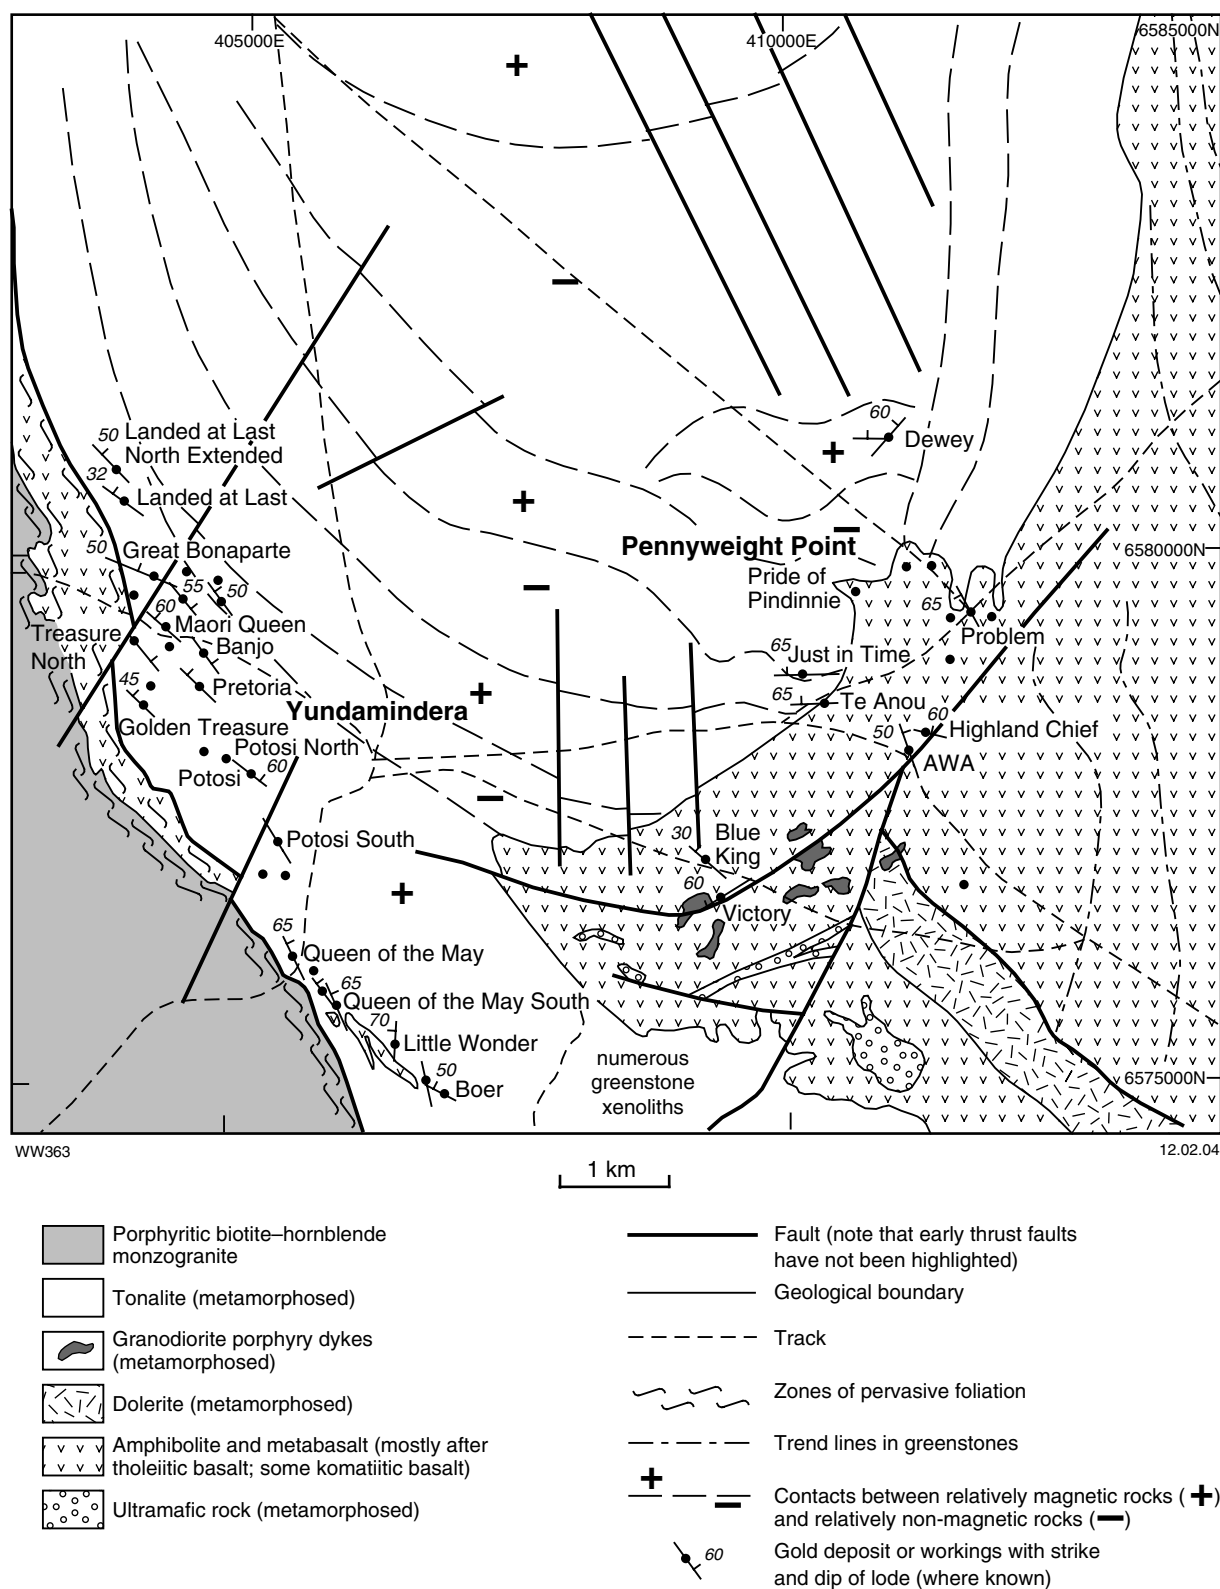 405000E
410000E
6585000N
60
Dewey
50
Landed at Last
North Extended
32
Landed at Last
Great Bonaparte
50
55
50
60
Maori Queen
Banjo
Treasure
North
45
Pretoria
Golden Treasure
Yundamindera
Potosi North
Potosi
60
Potosi South
Pennyweight Point
6580000N
Pride of
Pindinnie
65
Problem
65
Just in Time
65
Te Anou
60
Highland Chief
50
AWA
30
Blue
King
60
Victory
65
Queen of the May
65
Queen of the May South
70
Little Wonder
50
Boer
numerous
greenstone
xenoliths
6575000N
WW363
12.02.04
1 km
Porphyritic biotite–hornblende
monzogranite
Tonalite (metamorphosed)
Granodiorite porphyry dykes
(metamorphosed)
Dolerite (metamorphosed)
Amphibolite and metabasalt (mostly after
tholeiitic basalt; some komatiitic basalt)
Ultramafic rock (metamorphosed)
Fault (note that early thrust faults
have not been highlighted)
Geological boundary
Track
Zones of pervasive foliation
Trend lines in greenstones
Contacts between relatively magnetic rocks ( + )
and relatively non-magnetic rocks ( — )
60
Gold deposit or workings with strike
and dip of lode (where known)